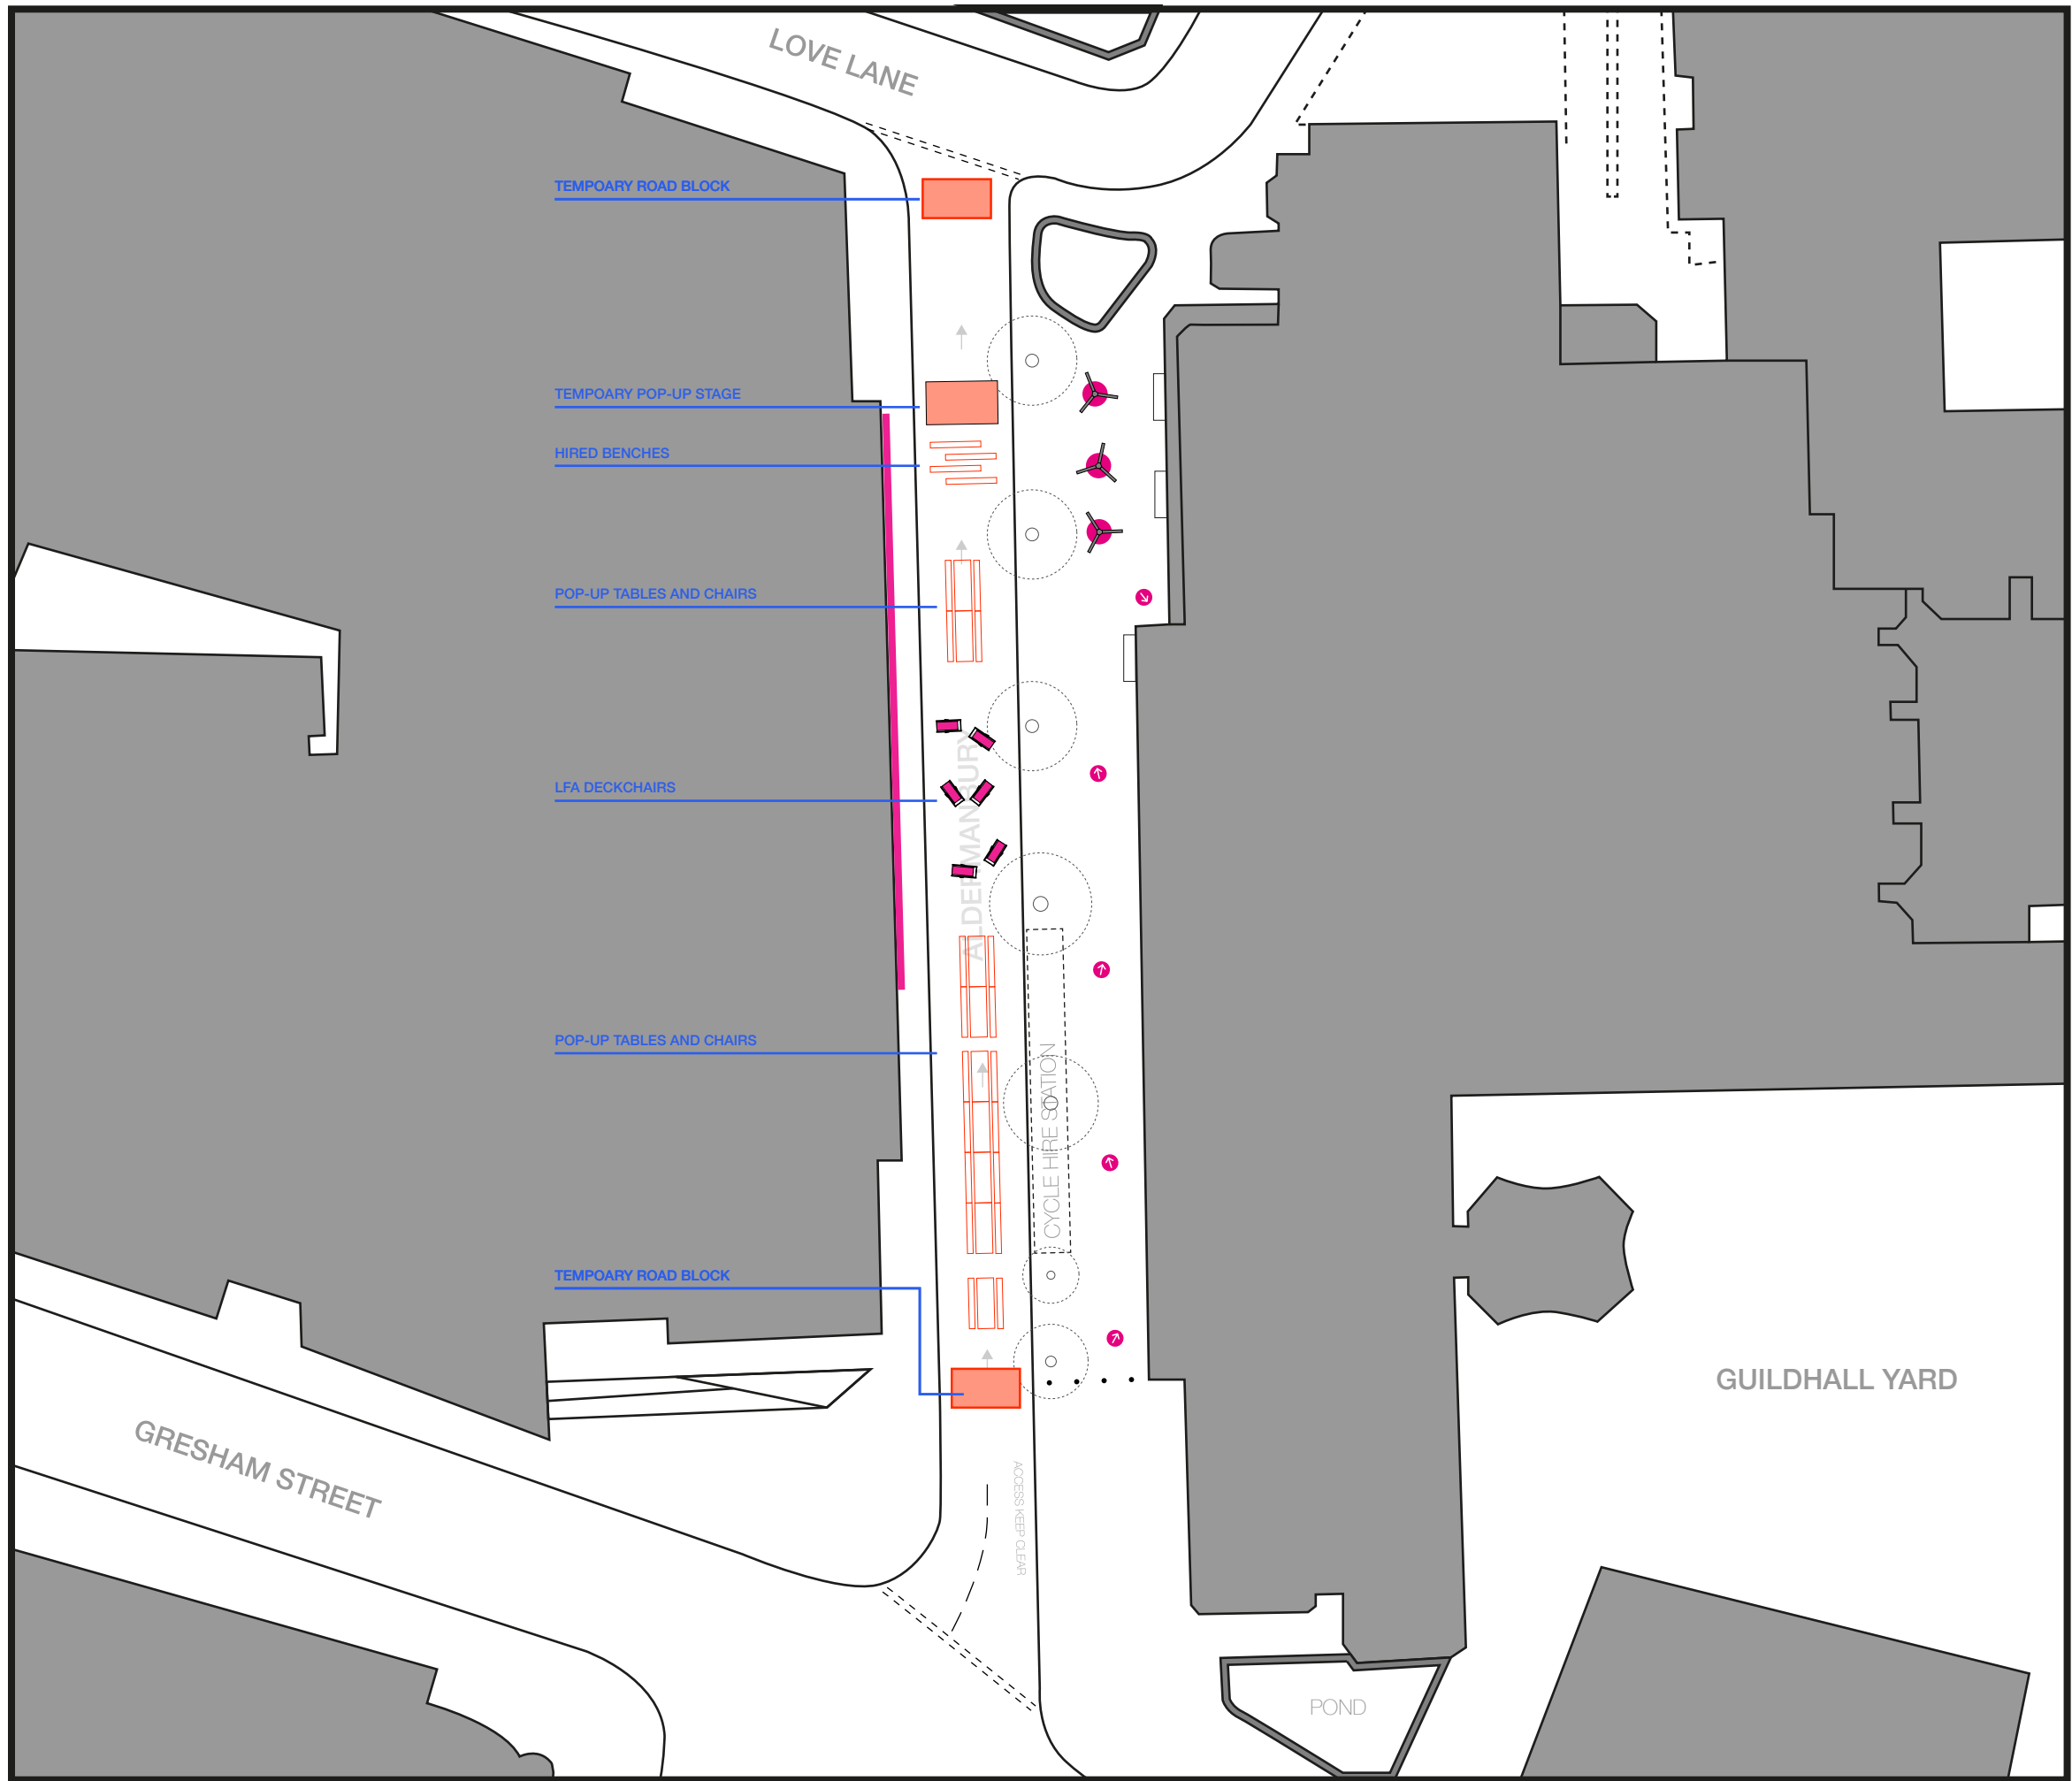 LOVE LANE
TEMPOARY ROAD BLOCK
TEMPOARY POP-UP STAGE
HIRED BENCHES
POP-UP TABLES AND CHAIRS
LFA DECKCHAIRS
ALDERMANBURY
POP-UP TABLES AND CHAIRS
CYCLE HIRE STATION
TEMPOARY ROAD BLOCK
GUILDHALL YARD
GRESHAM STREET
ACCESS KEEP CLEAR
POND